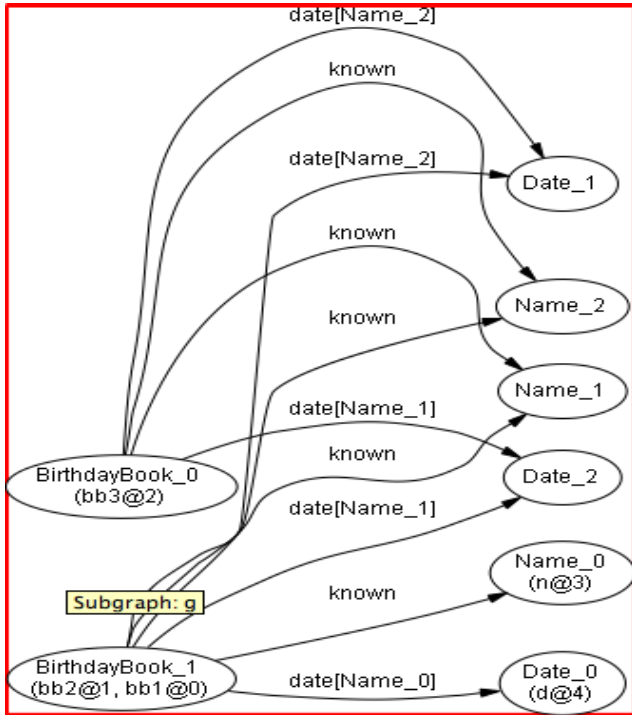 date[Name_2]
known
date[Name_2]
Date_1
known
Name_2
known
Name_1
date[Name_1]
known
BirthdayBook_0
(bb3@2)
Date_2
date[Name_1]
Name_0
(n@3)
Subgraph: g
known
BirthdayBook_1
(bb2@1, bb1@0)
date[Name_0]
Date_0
(d@4)